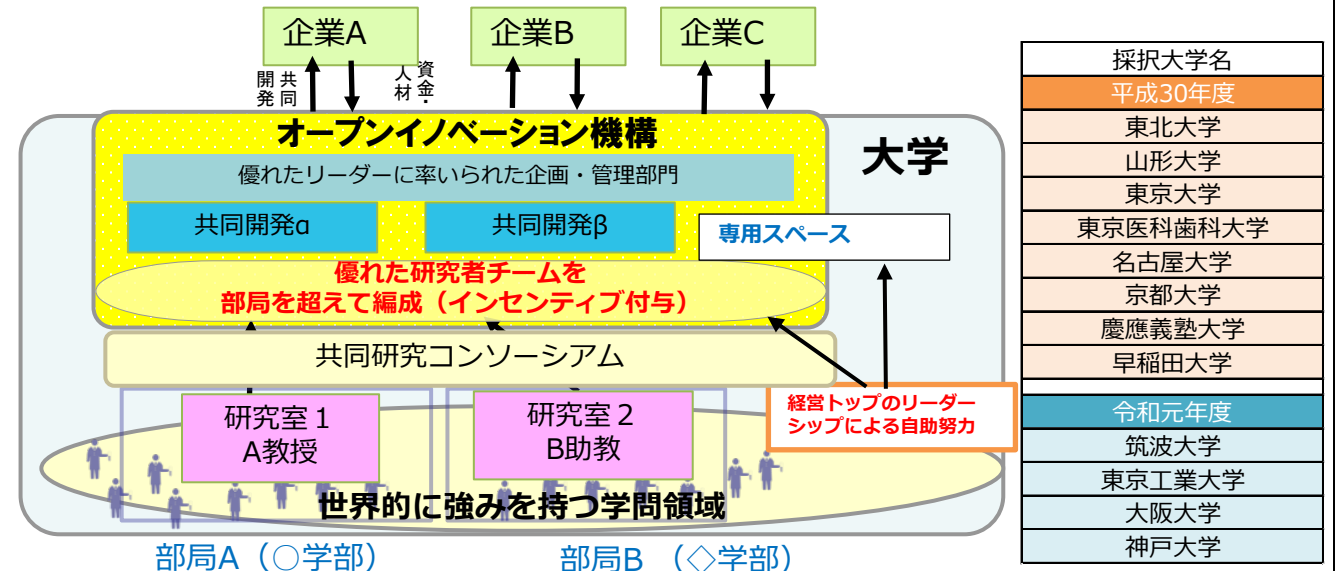 企業A
企業B
企業C
共同
開発
資金・
人材
オープンイノベーション機構
大学
優れたリーダーに率いられた企画・管理部門
共同開発α
共同開発β
専用スペース
優れた研究者チームを
部局を超えて編成（インセンティブ付与）
共同研究コンソーシアム
研究室１
A教授
研究室２
B助教
経営トップのリーダー
シップによる自助努力
世界的に強みを持つ学問領域
部局A（○学部）
部局B （◇学部）
採択大学名
平成30年度
東北大学
山形大学
東京大学
東京医科歯科大学
名古屋大学
京都大学
慶應義塾大学
早稲田大学
令和元年度
筑波大学
東京工業大学
大阪大学
神戸大学